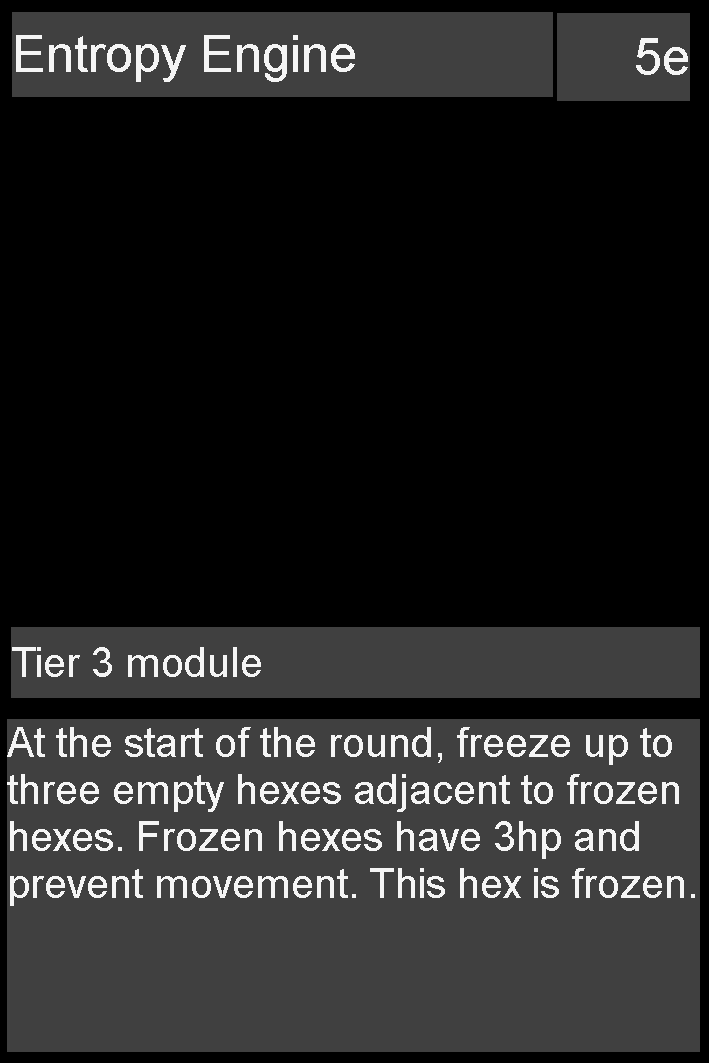 Entropy Engine
5e
Tier 3 module
At the start of the round, freeze up to
three empty hexes adjacent to frozen
hexes. Frozen hexes have 3hp and
prevent movement. This hex is frozen.